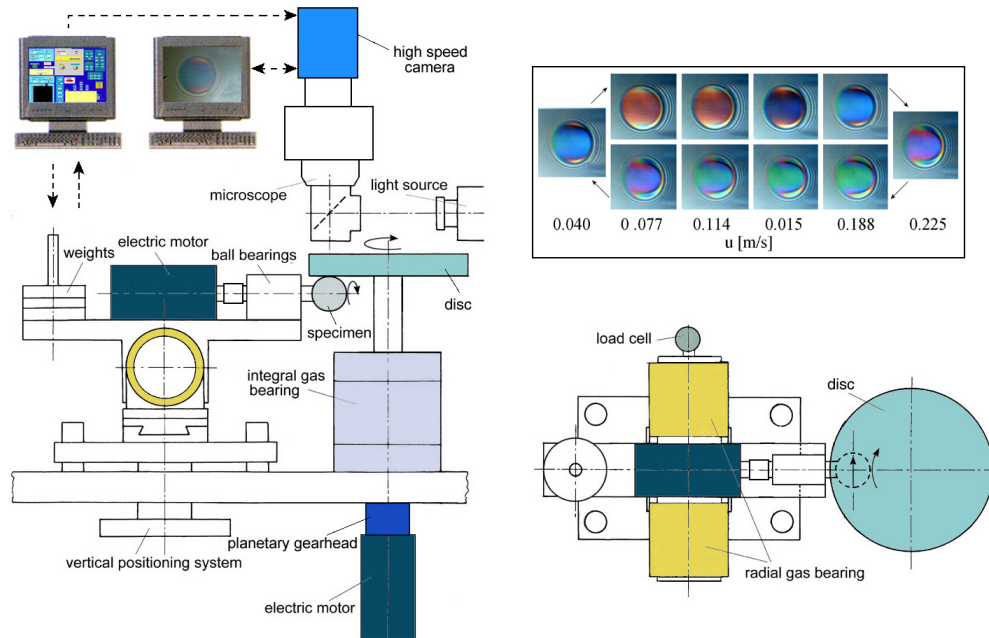 high speed
camera
microscope
light source
electric motor
weights
ball bearings
disc
specimen
integral gas
bearing
planetary gearhead
vertical positioning system
electric motor
0.040 0 .077 0.114 0.015 0.188 0.225
u [m/s]
load cell
disc
radial gas bearing